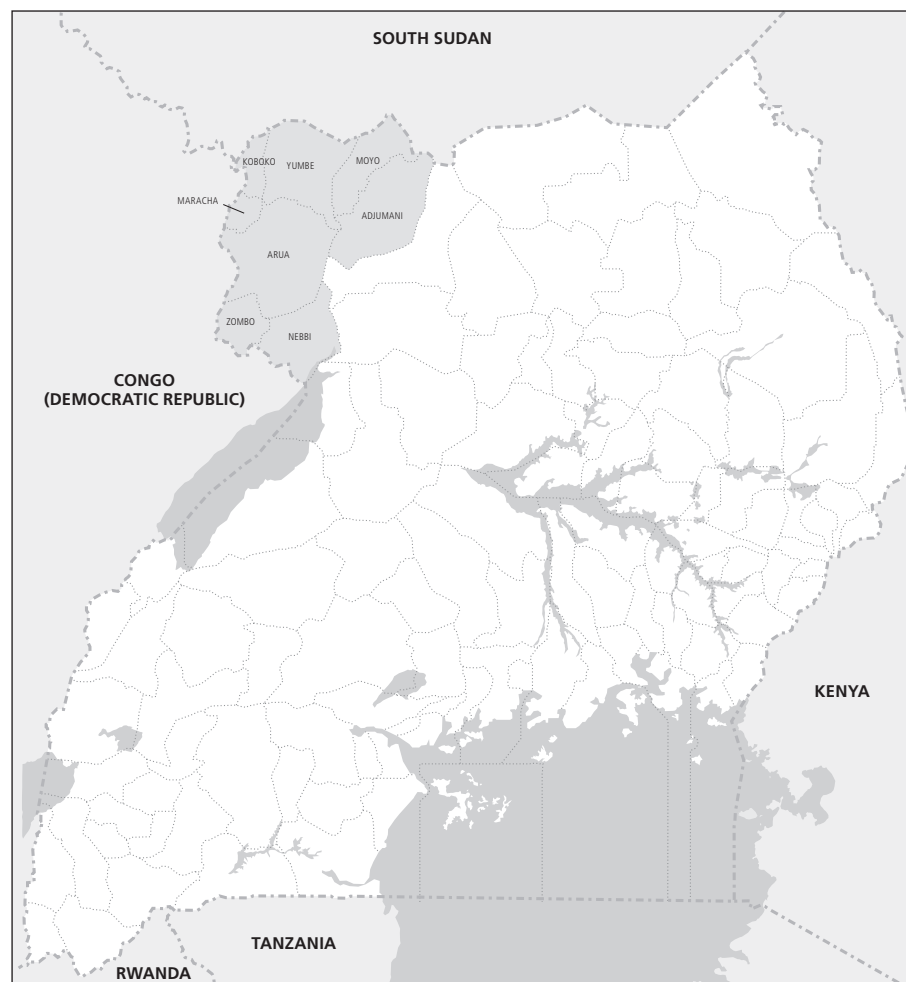 SOUTH SUDAN
KOBOKO
YUMBE
MOYO
MARACHA
ADJUMANI
ARUA
ZOMBO
NEBBI
CONGO
(DEMOCRATIC REPUBLIC)
KENYA
TANZANIA
RWANDA